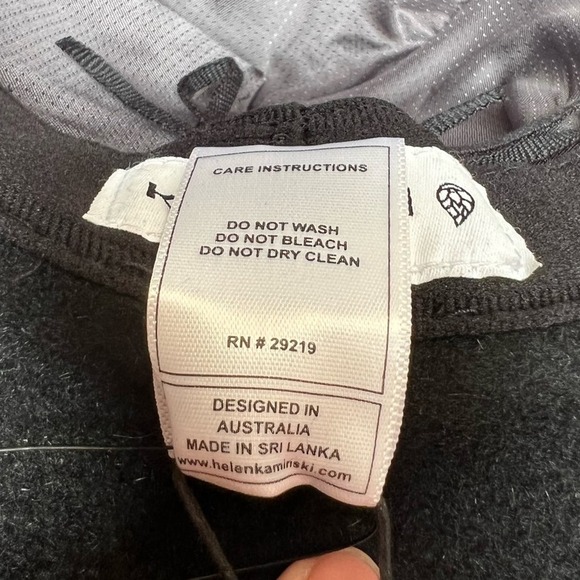 CARE INSTRUCTIONS
DO NOT WASH
DO NOT BLEACH
DO NOT DRY CLEAN
RN # 29219
DESIGNED IN
AUSTRALIA
MADE IN SRI LANKA
www.helenkaminski.com